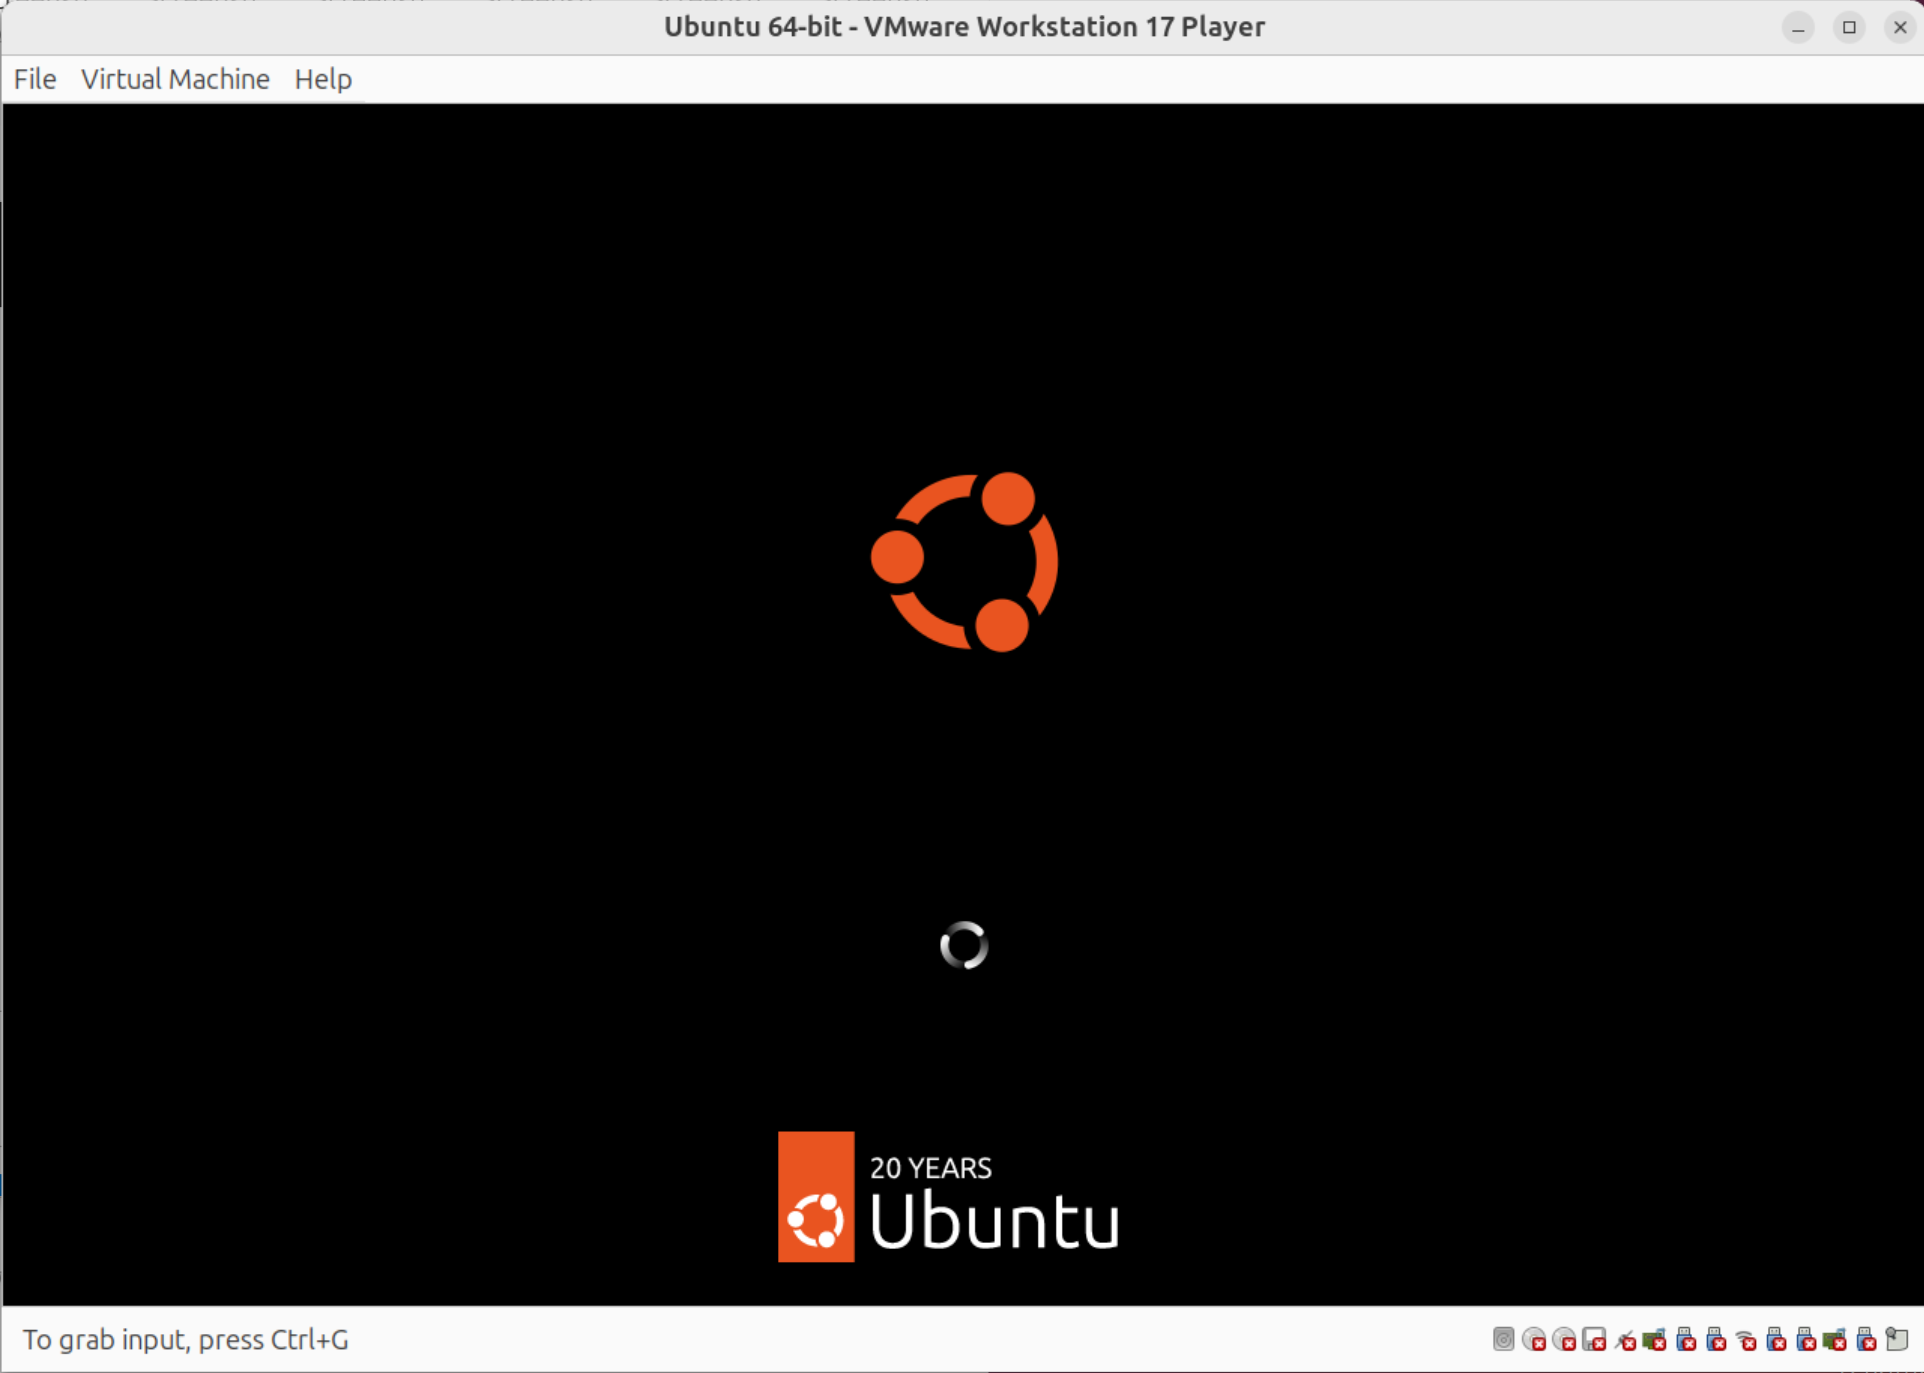 Ubuntu 64-bit - VMware Workstation 17 Player
File Virtual Machine Help
20 YEARS
Ubuntu
To grab input, press Ctrl+G